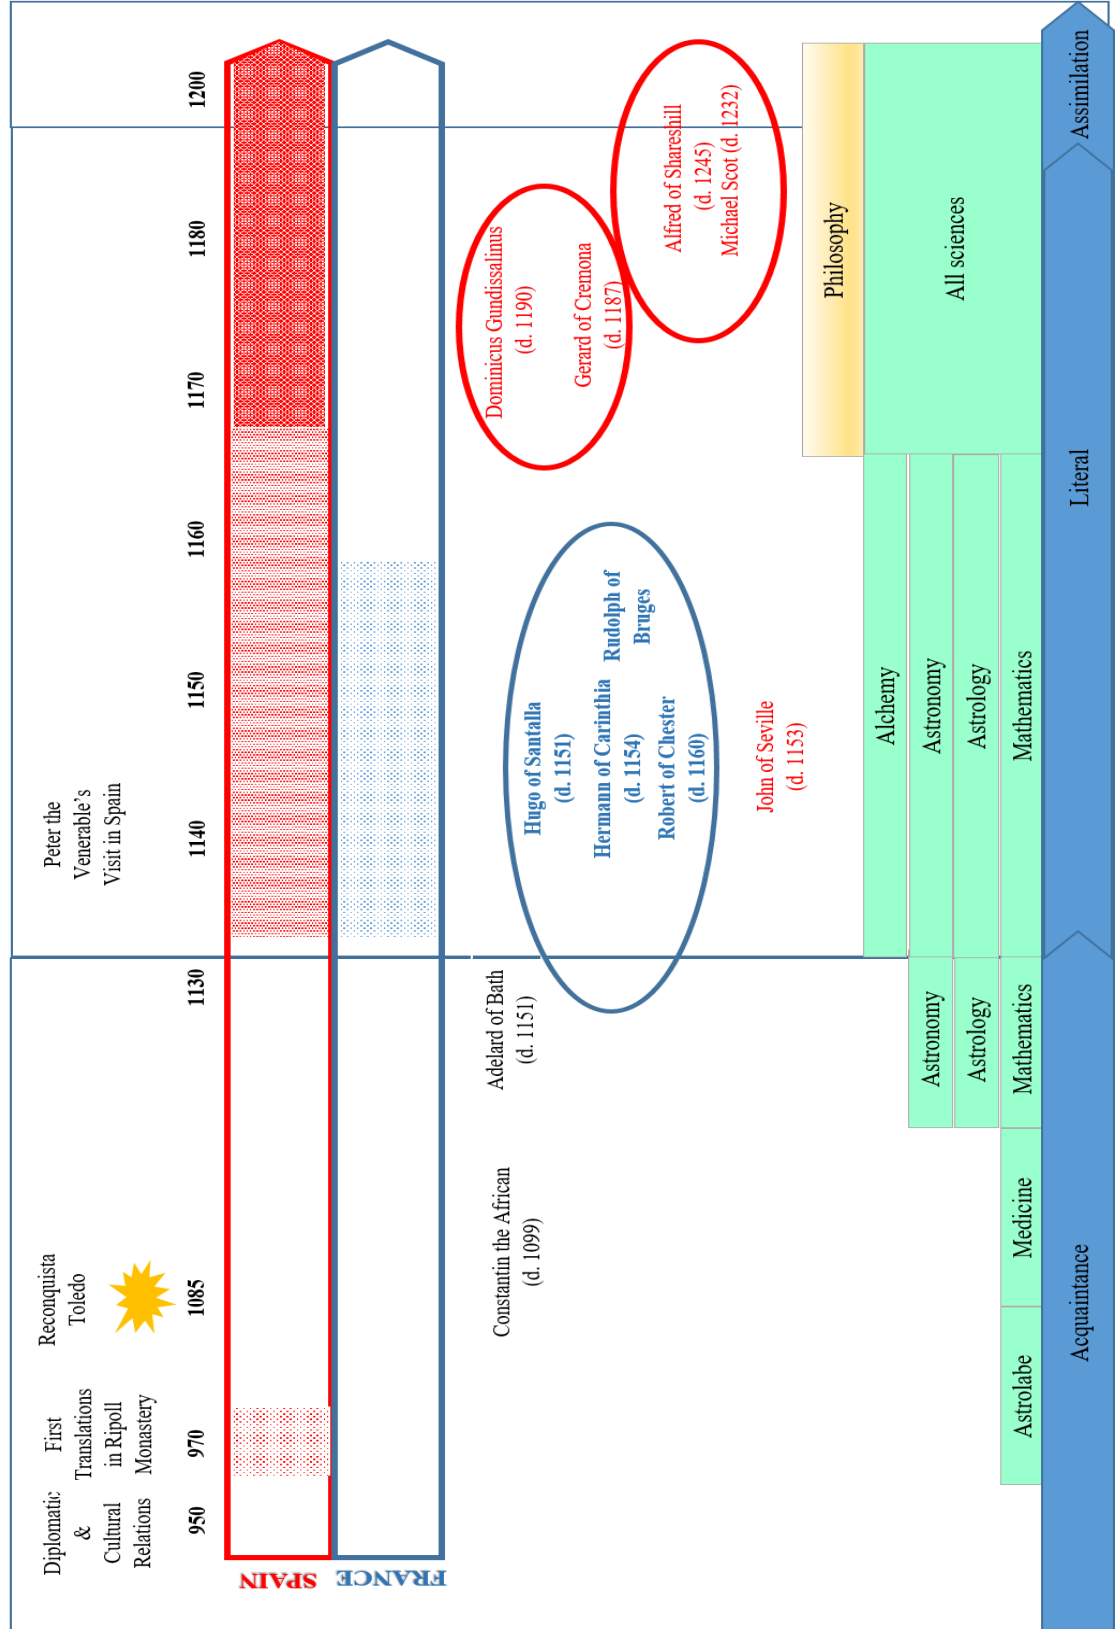 Diplomatic
&
Cultural
Relations
First
Translations
in Ripoll
Monastery
Reconquista
Toledo
Peter the
Venerable's
Visit in Spain
950
970
1085
1130
1140
1150
1160
1170
1180
1200
SPAIN
FRANCE
Constantin the African
(d. 1099)
Adelard of Bath
(d. 1151)
Hugo of Santalla
(d. 1151)
Hermann of Carinthia
(d. 1154)
Rudolph of
Bruges
Robert of Chester
(d. 1160)
John of Seville
(d. 1153)
Dominicus Gundissalinus
(d. 1190)
Gerard of Cremona
(d. 1187)
Alfred of Shareshill
(d. 1245)
Michael Scot (d. 1232)
Philosophy
All sciences
Alchemy
Astronomy
Astrology
Mathematics
Astronomy
Astrology
Mathematics
Medicine
Astrolabe
Acquaintance
Literal
Assimilation